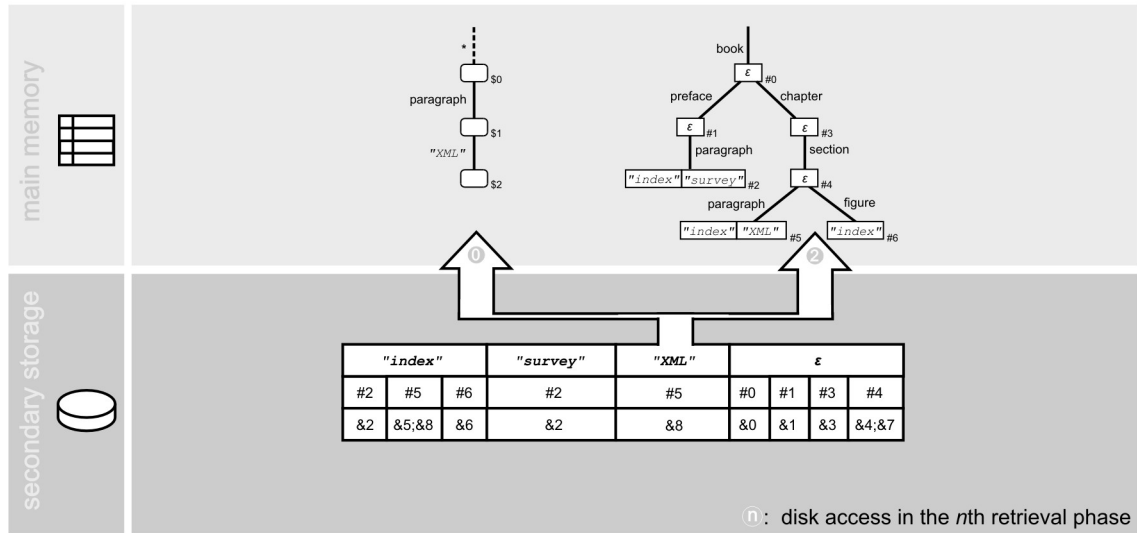 main memory
*
$0
paragraph
$1
"XML"
$2
book
ε #0
preface chapter
ε #1 ε #3
paragraph section
"index" "survey" #2 ε #4
paragraph figure
"index" "XML" #5 "index" #6
0 2
secondary storage
"index" "survey" "XML" ε
#2 #5 #6 #2 #5 #0 #1 #3 #4
&2 &5;&8 &6 &2 &8 &0 &1 &3 &4;&7
n : disk access in the nth retrieval phase